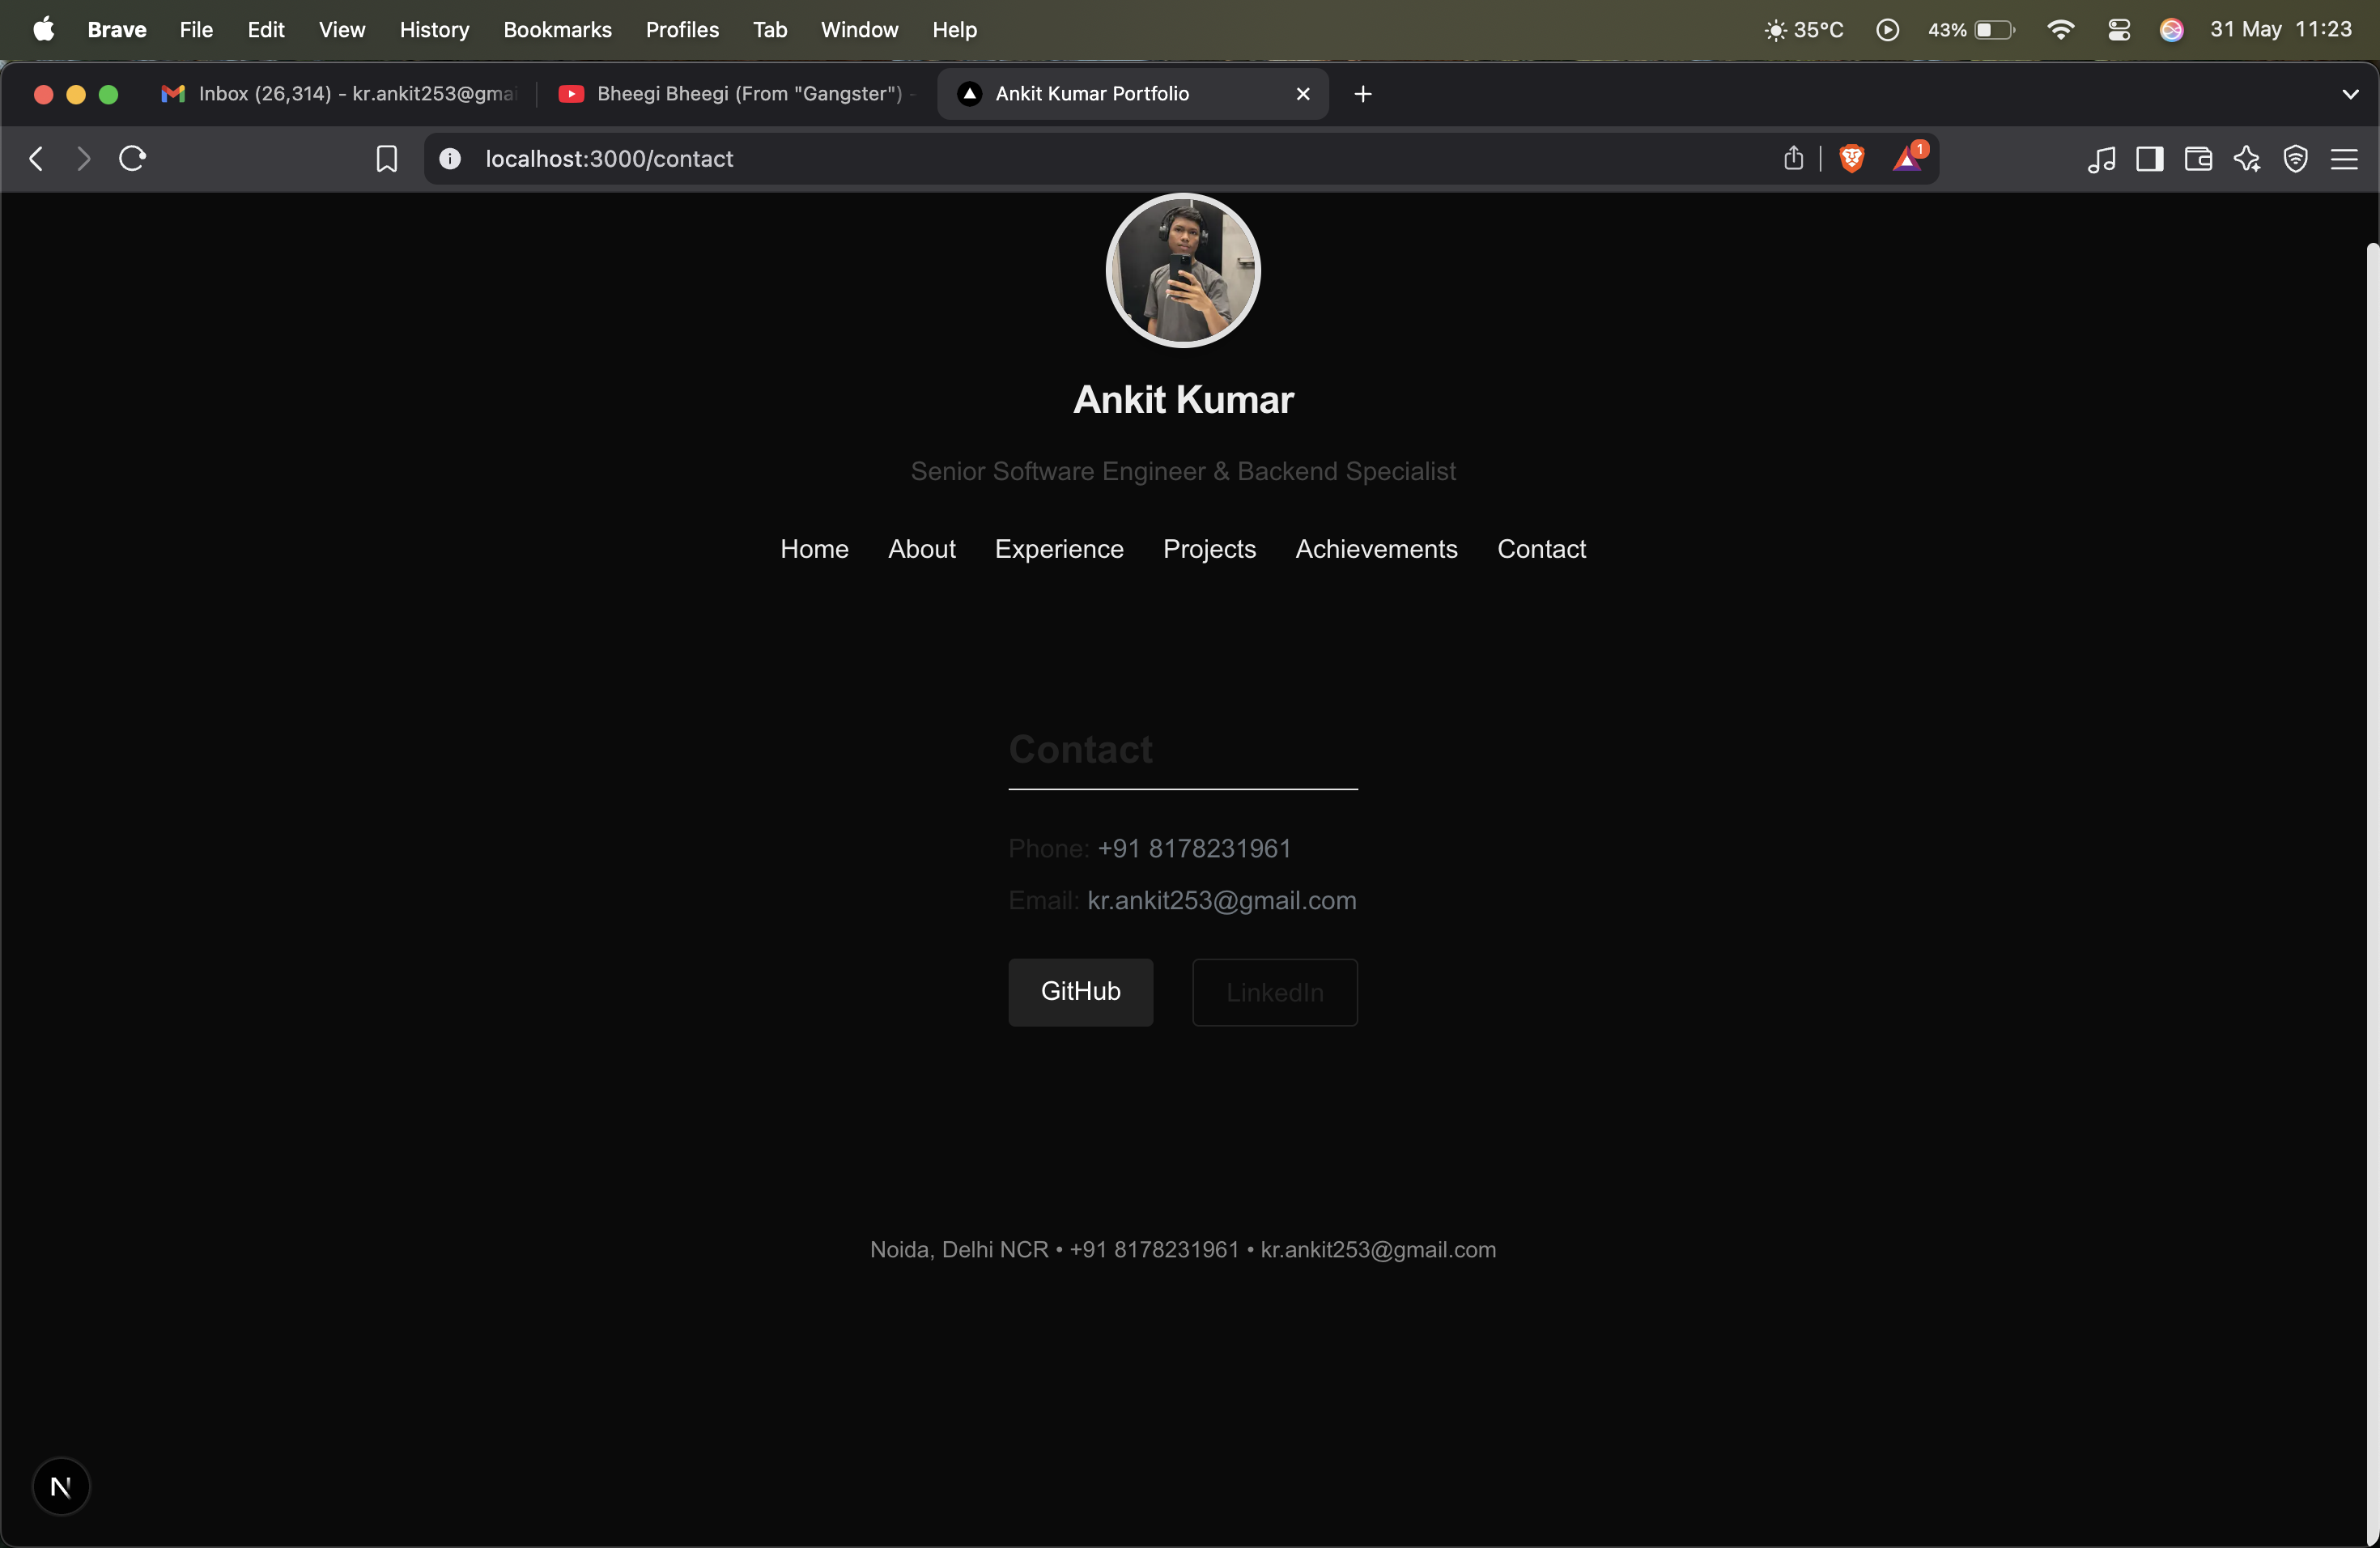 Brave File Edit View History Bookmarks Profiles Tab Window Help 35°C 43% 31 May 11:23
Inbox (26,314) - kr.ankit253@gmai Bheegi Bheegi (From "Gangster") - Ankit Kumar Portfolio
localhost:3000/contact 1
Ankit Kumar
Senior Software Engineer & Backend Specialist
Home About Experience Projects Achievements Contact
Contact
Phone: +91 8178231961
Email: kr.ankit253@gmail.com
GitHub LinkedIn
Noida, Delhi NCR • +91 8178231961 • kr.ankit253@gmail.com
N